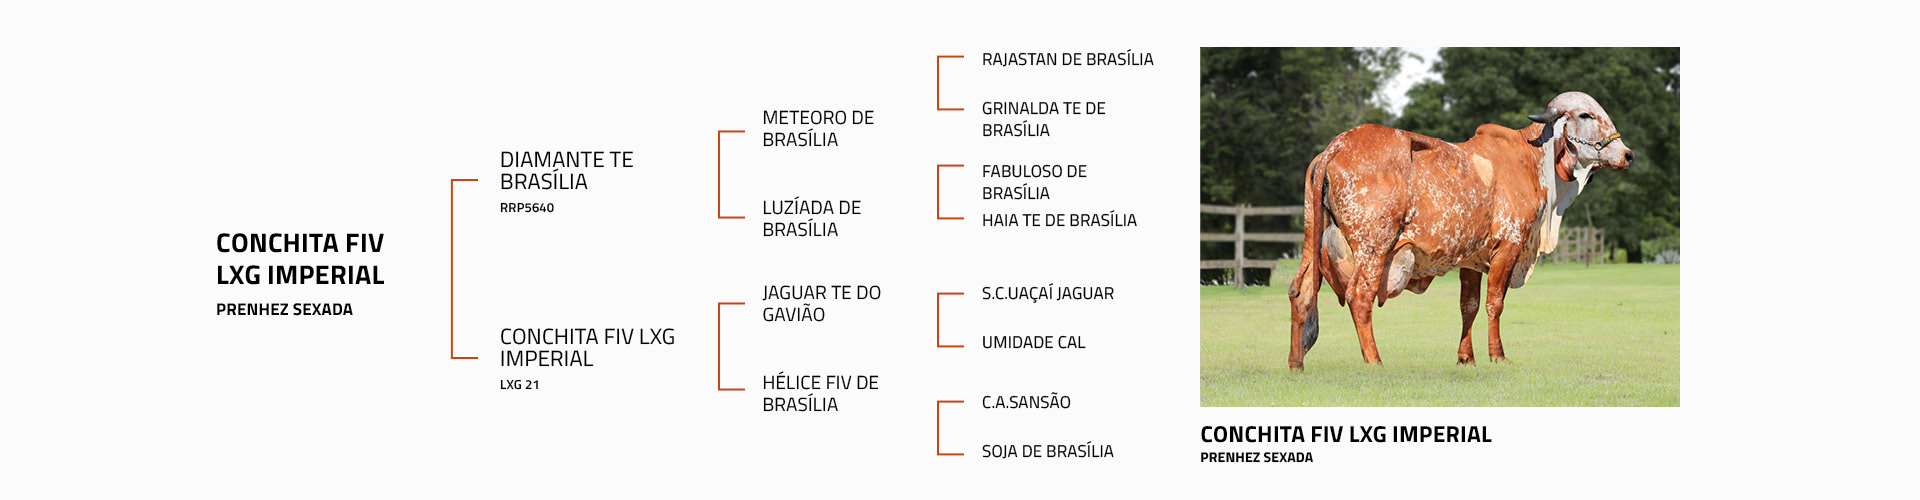 CONCHITA FIV
LXG IMPERIAL
PRENHEZ SEXADA
DIAMANTE TE
BRASÍLIA
RRP5640
CONCHITA FIV LXG
IMPERIAL
LXG 21
METEORO DE
BRASÍLIA
LUZÍADA DE
BRASÍLIA
JAGUAR TE DO
GAVIÃO
HÉLICE FIV DE
BRASÍLIA
RAJASTAN DE BRASÍLIA
GRINALDA TE DE
BRASÍLIA
FABULOSO DE
BRASÍLIA
HAIA TE DE BRASÍLIA
S.C.UAÇAÍ JAGUAR
UMIDADE CAL
C.A.SANSÃO
SOJA DE BRASÍLIA
CONCHITA FIV LXG IMPERIAL
PRENHEZ SEXADA